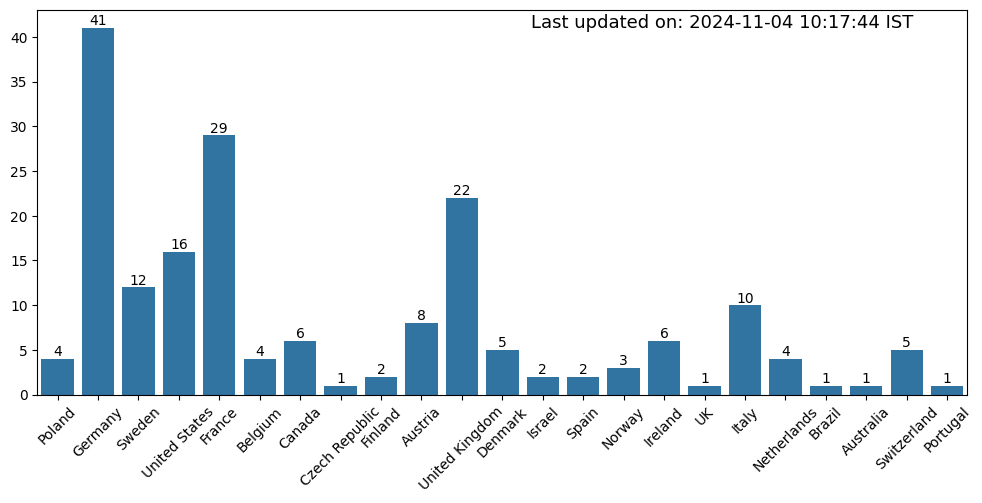 Last updated on: 2024-11-04 10:17:44 IST
40
35
30
25
20
15
10
5
0
4
41
12
16
29
4
6
1
2
8
22
5
2
2
3
6
1
10
4
1
1
5
1
Poland
Germany
Sweden
United States
France
Belgium
Canada
Czech Republic
Finland
Austria
United Kingdom
Denmark
Israel
Spain
Norway
Ireland
UK
Italy
Netherlands
Brazil
Australia
Switzerland
Portugal